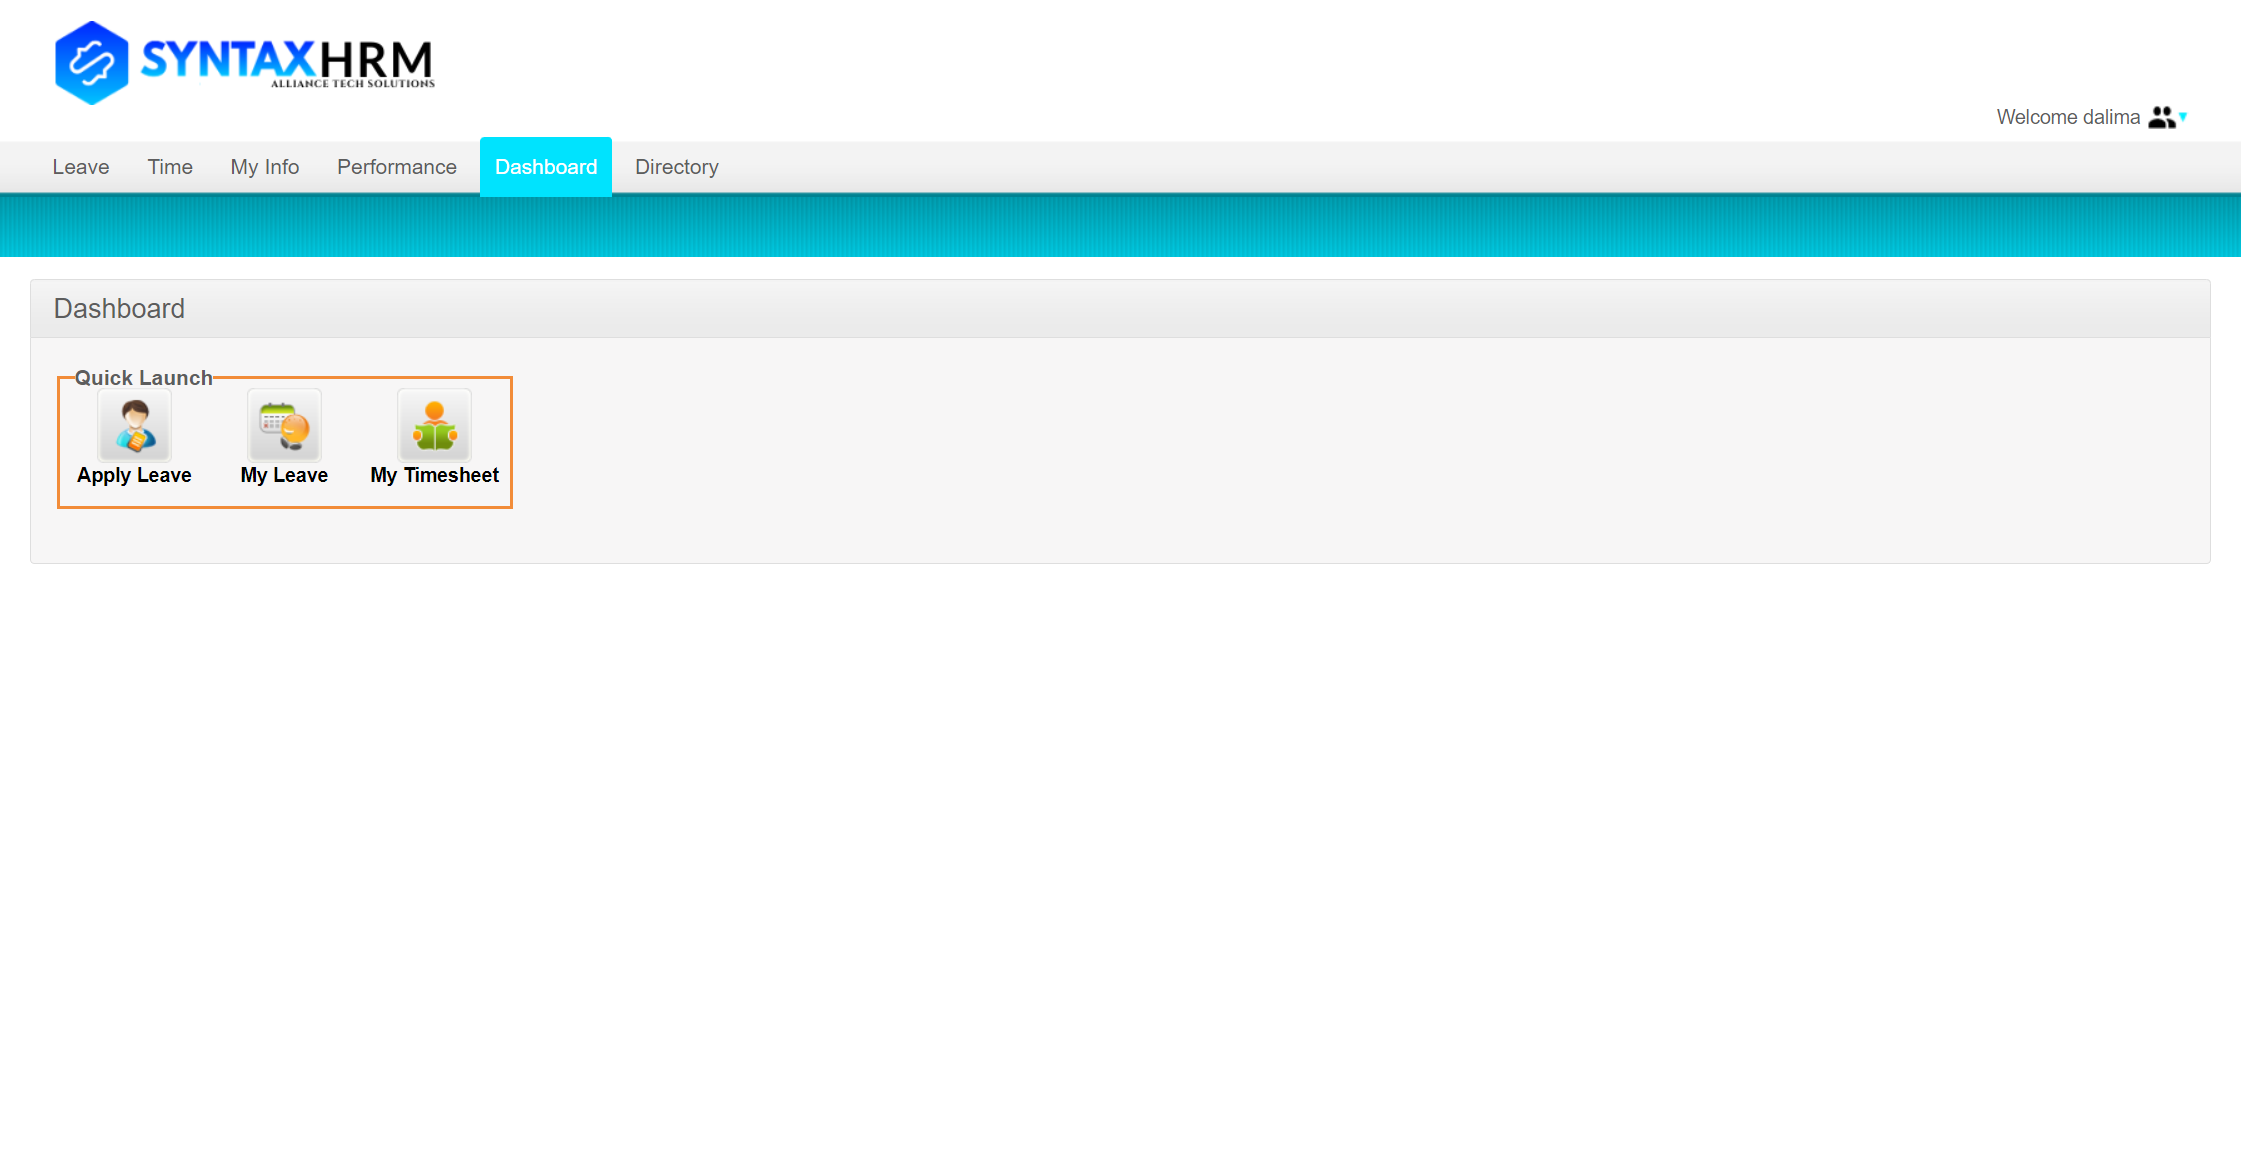 SYNTAXHRM
ALLIANCE TECH SOLUTIONS
Welcome dalima
Leave Time My Info Performance Dashboard Directory
Dashboard
Quick Launch
Apply Leave My Leave My Timesheet